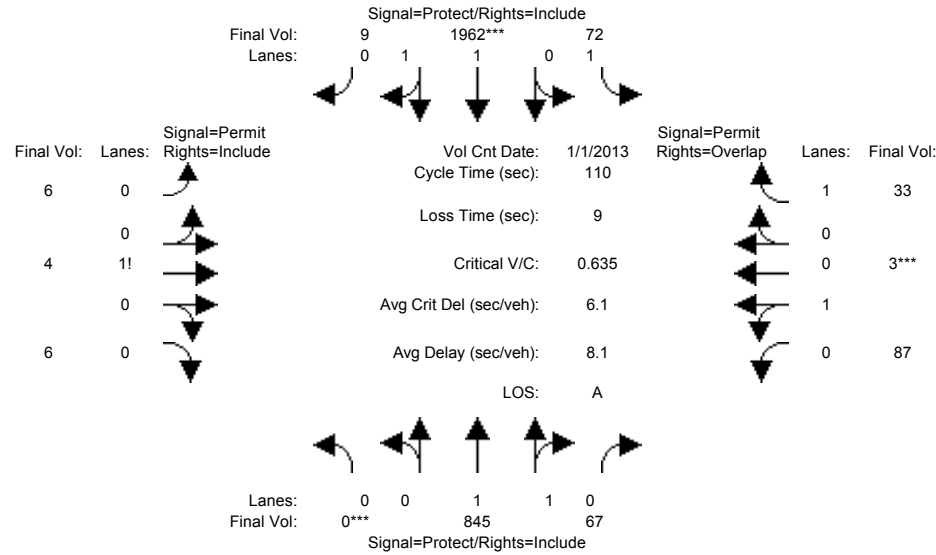 Signal=Protect/Rights=Include
Final Vol: 9 1962*** 72
Lanes: 0 1 1 0 1
Signal=Permit Signal=Permit
Final Vol: Lanes: Rights=Include Vol Cnt Date: 1/1/2013 Rights=Overlap Lanes: Final Vol:
Cycle Time (sec): 110
6 0 1 33
Loss Time (sec): 9
0 0
4 1! Critical V/C: 0.635 0 3***
0 Avg Crit Del (sec/veh): 6.1 1
6 0 Avg Delay (sec/veh): 8.1 0 87
LOS: A
Lanes: 0 0 1 1 0
Final Vol: 0*** 845 67
Signal=Protect/Rights=Include